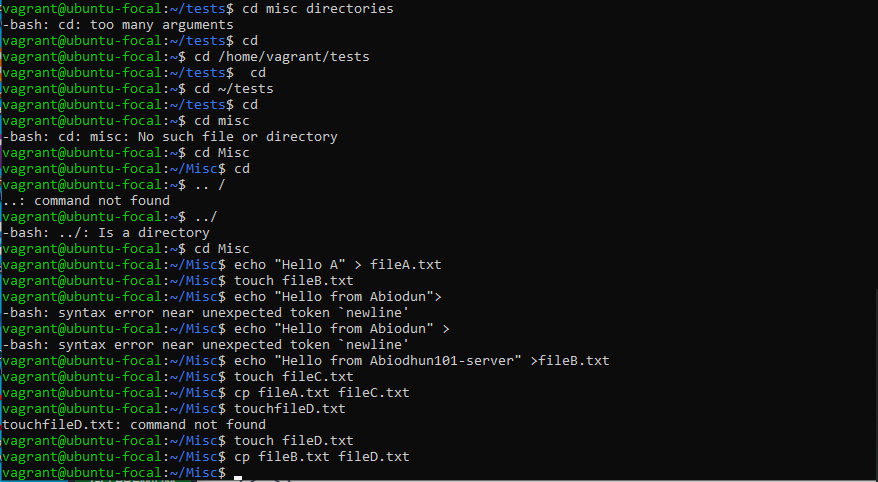 vagrant@ubuntu-focal:~/tests$ cd misc directories
-bash: cd: too many arguments
vagrant@ubuntu-focal:~/tests$ cd
vagrant@ubuntu-focal:~$ cd /home/vagrant/tests
vagrant@ubuntu-focal:~/tests$  cd
vagrant@ubuntu-focal:~$ cd ~/tests
vagrant@ubuntu-focal:~/tests$ cd
vagrant@ubuntu-focal:~$ cd misc
-bash: cd: misc: No such file or directory
vagrant@ubuntu-focal:~$ cd Misc
vagrant@ubuntu-focal:~/Misc$ cd
vagrant@ubuntu-focal:~$ .. /
..: command not found
vagrant@ubuntu-focal:~$ ../
-bash: ../: Is a directory
vagrant@ubuntu-focal:~$ cd Misc
vagrant@ubuntu-focal:~/Misc$ echo "Hello A" > fileA.txt
vagrant@ubuntu-focal:~/Misc$ touch fileB.txt
vagrant@ubuntu-focal:~/Misc$ echo "Hello from Abiodun">
-bash: syntax error near unexpected token `newline'
vagrant@ubuntu-focal:~/Misc$ echo "Hello from Abiodun" >
-bash: syntax error near unexpected token `newline'
vagrant@ubuntu-focal:~/Misc$ echo "Hello from Abiodhun101-server" >fileB.txt
vagrant@ubuntu-focal:~/Misc$ touch fileC.txt
vagrant@ubuntu-focal:~/Misc$ cp fileA.txt fileC.txt
vagrant@ubuntu-focal:~/Misc$ touchfileD.txt
touchfileD.txt: command not found
vagrant@ubuntu-focal:~/Misc$ touch fileD.txt
vagrant@ubuntu-focal:~/Misc$ cp fileB.txt fileD.txt
vagrant@ubuntu-focal:~/Misc$